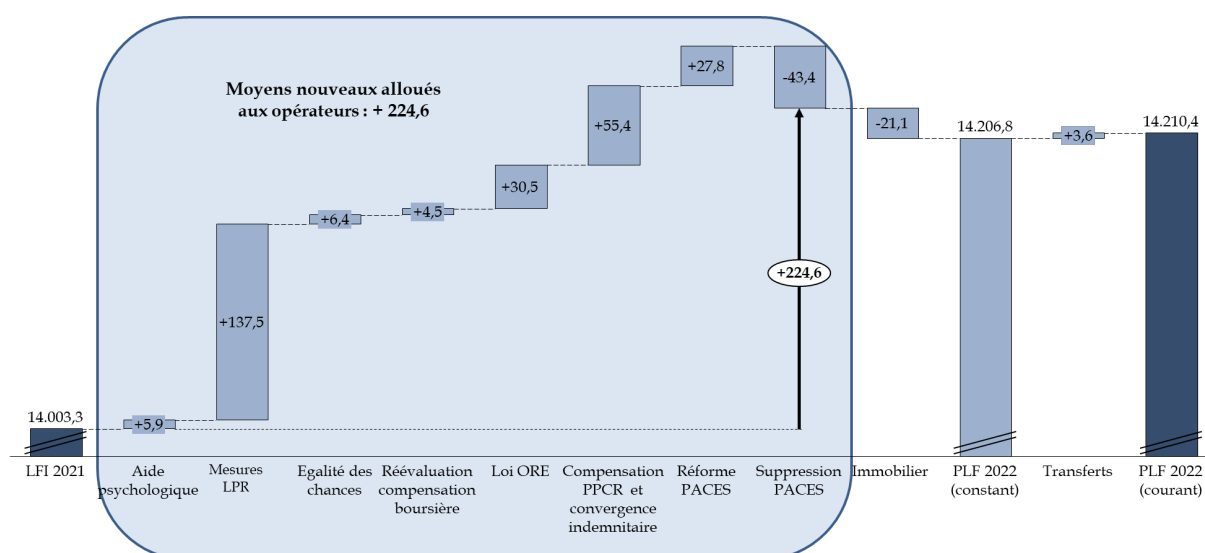 Moyens nouveaux alloués
aux opérateurs : + 224,6
14.003,3
+5,9
+137,5
+6,4
+4,5
+30,5
+55,4
+27,8
-43,4
+224,6
-21,1
14.206,8
+3,6
14.210,4
LFI 2021
Aide
psychologique
Mesures
LPR
Egalité des
chances
Réévaluation
compensation
boursière
Loi ORE
Compensation
PPCR et
convergence
indemnitaire
Réforme
PACES
Suppression
PACES
Immobilier
PLF 2022
(constant)
Transferts
PLF 2022
(courant)